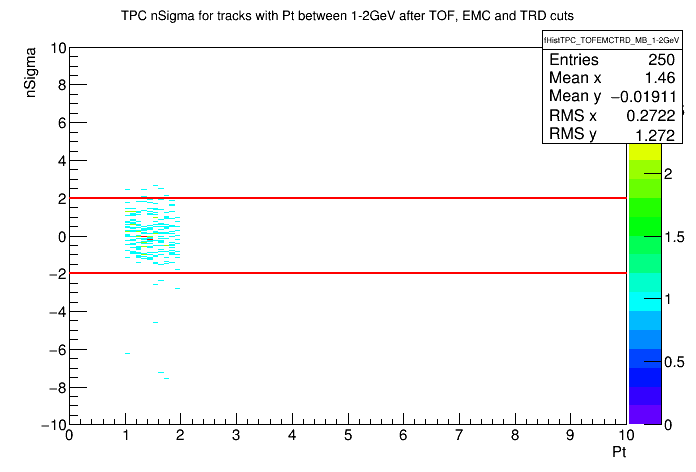 TPC nSigma for tracks with Pt between 1-2GeV after TOF, EMC and TRD cuts
fHistTPC_TOFEMCTRD_MB_1-2GeV
Entries 250
Mean x 1.46
Mean y −0.01911
RMS x 0.2722
RMS y 1.272
nSigma
10
8
6
4
2
0
−2
−4
−6
−8
−10
2
1.5
1
0.5
0
0 1 2 3 4 5 6 7 8 9 10
Pt